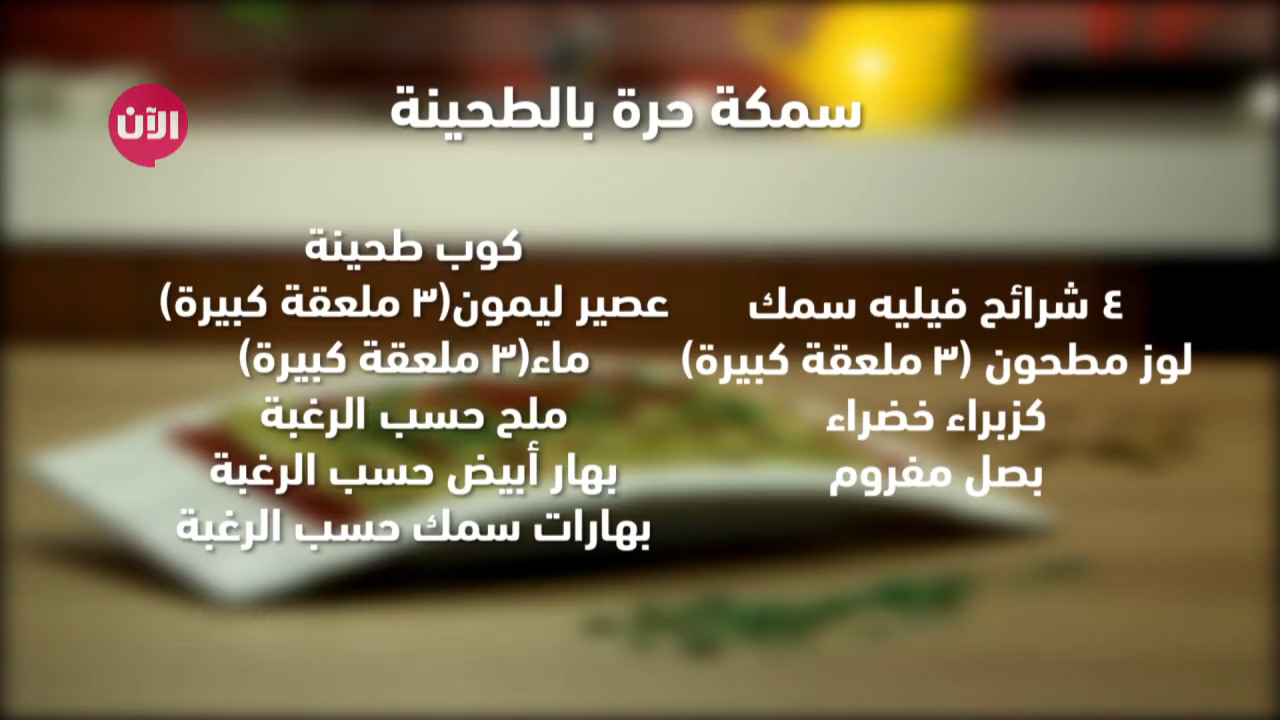 الآن
سمكة حرة بالطحينة
٤ شرائح فيليه سمك
لوز مطحون (٣ ملعقة كبيرة)
كزبراء خضراء
بصل مفروم
كوب طحينة
عصير ليمون(٣ ملعقة كبيرة)
ماء(٣ ملعقة كبيرة)
ملح حسب الرغبة
بهار أبيض حسب الرغبة
بهارات سمك حسب الرغبة